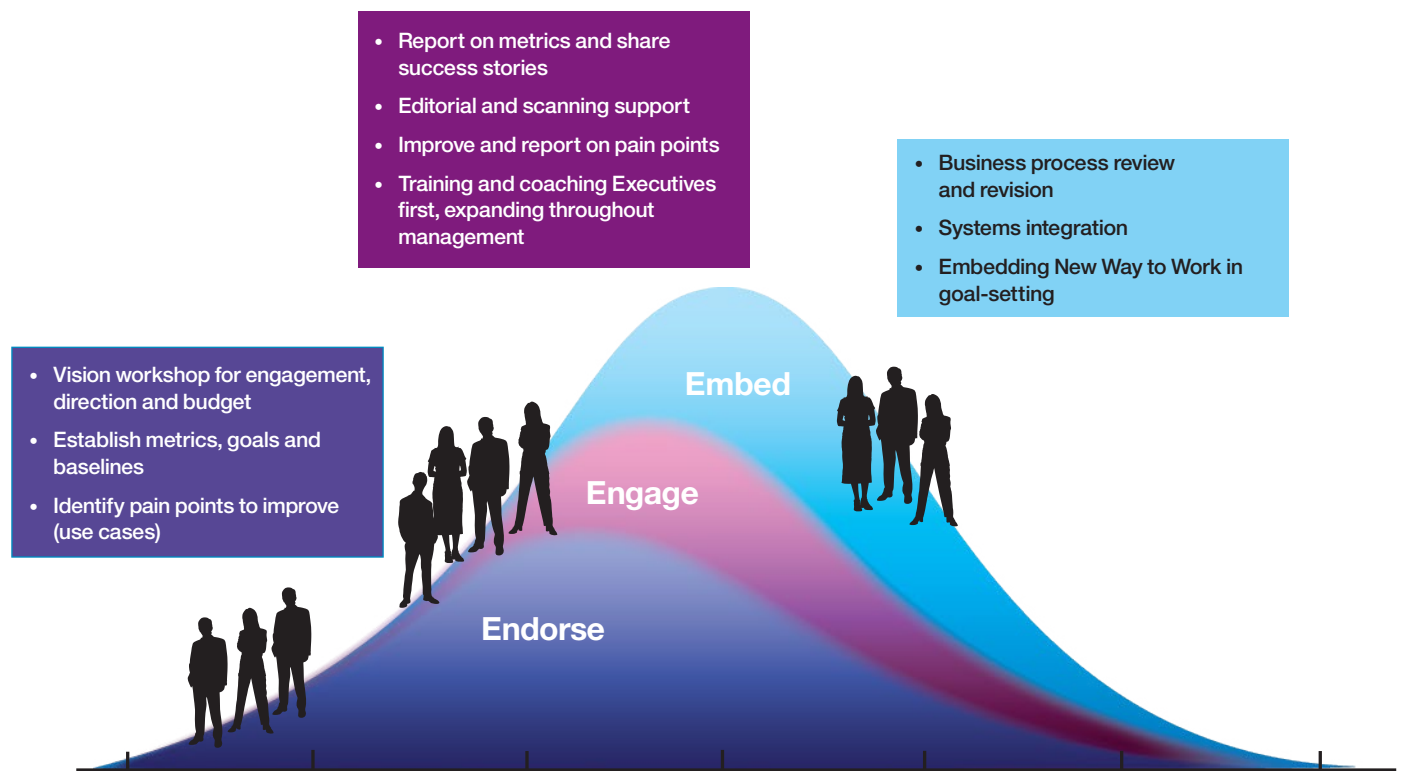 • Report on metrics and share
success stories
• Editorial and scanning support
• Improve and report on pain points
• Training and coaching Executives
first, expanding throughout
management
• Business process review
and revision
• Systems integration
• Embedding New Way to Work in
goal-setting
• Vision workshop for engagement,
direction and budget
• Establish metrics, goals and
baselines
• Identify pain points to improve
(use cases)
Embed
Engage
Endorse